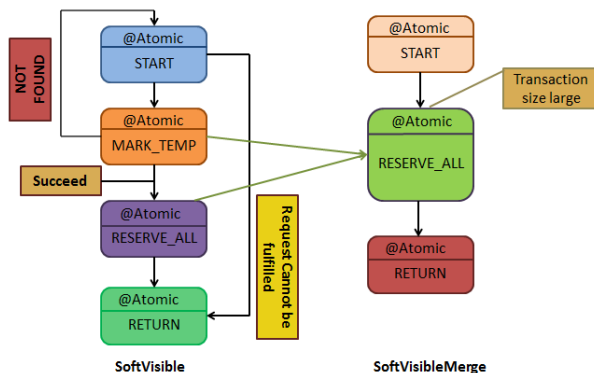 @Atomic
START
NOT
FOUND
@Atomic
MARK_TEMP
Succeed
@Atomic
RESERVE_ALL
Request Cannot be
fulfilled
@Atomic
RETURN
SoftVisible
@Atomic
START
Transaction
size large
@Atomic
RESERVE_ALL
@Atomic
RETURN
SoftVisibleMerge